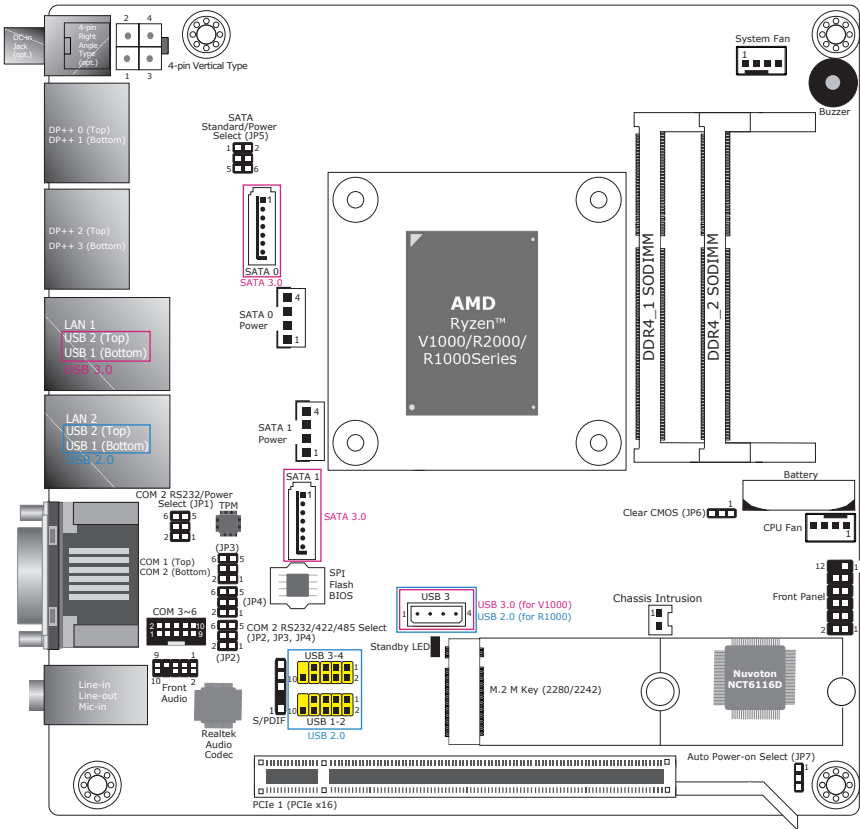 DC-in
Jack
(opt.)
4-pin
Right
Angle
Type
(opt.)
2 4
1 3
4-pin Vertical Type
System Fan
1
Buzzer
DP++ 0 (Top)
DP++ 1 (Bottom)
SATA
Standard/Power
Select (JP5)
1 2
5 6
DP++ 2 (Top)
DP++ 3 (Bottom)
1
SATA 0
SATA 3.0
4
SATA 0
Power
1
AMD
Ryzen™
V1000/R2000/
R1000Series
DDR4_1 SODIMM
DDR4_2 SODIMM
LAN 1
USB 2 (Top)
USB 1 (Bottom)
USB 3.0
LAN 2
USB 2 (Top)
USB 1 (Bottom)
USB 2.0
4
SATA 1
Power
1
SATA 1
1
SATA 3.0
Battery
Clear CMOS (JP6)
1
CPU Fan
1
COM 2 RS232/Power
Select (JP1)
6 5
2 1
TPM
COM 1 (Top)
COM 2 (Bottom)
(JP3)
6 5
2 1
6 5
(JP4)
2 1
6 5
2 1
(JP2)
COM 2 RS232/422/485 Select
(JP2, JP3, JP4)
SPI
Flash
BIOS
COM 3~6
2 10
1 9
USB 3
1 4
USB 3.0 (for V1000)
USB 2.0 (for R1000)
Standby LED
Chassis Intrusion
1
12 1
Front Panel
2 1
9 1
10 2
Front
Audio
Line-in
Line-out
Mic-in
Realtek
Audio
Codec
1
S/PDIF
USB 3-4
1
10 2
1
10 2
USB 1-2
USB 2.0
M.2 M Key (2280/2242)
Nuvoton
NCT6116D
Auto Power-on Select (JP7)
1
PCIe 1 (PCIe x16)